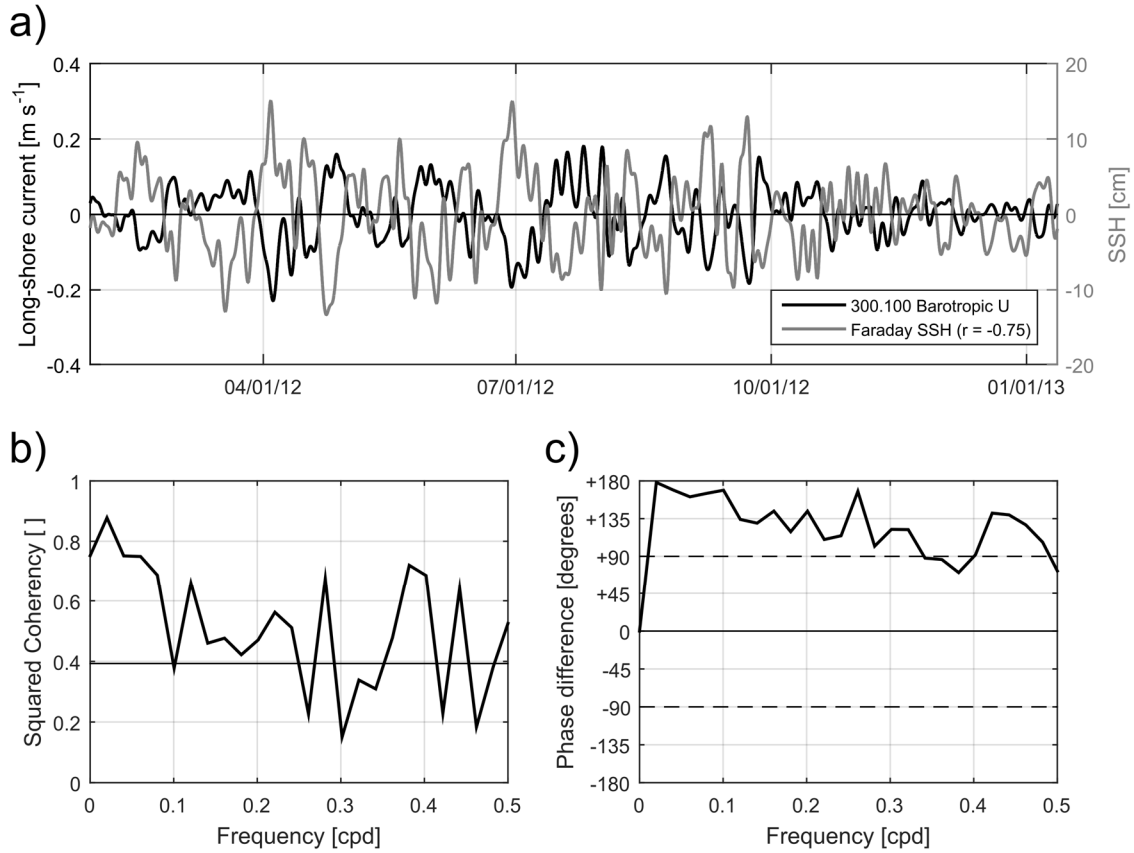 a)
Long-shore current [m s-1]
0.4
0.2
0
-0.2
-0.4
20
10
0
-10
-20
SSH [cm]
300.100 Barotropic U
Faraday SSH (r = -0.75)
04/01/12 07/01/12 10/01/12 01/01/13
b)
Squared Coherency [ ]
1
0.8
0.6
0.4
0.2
0
0 0.1 0.2 0.3 0.4 0.5
Frequency [cpd]
c)
Phase difference [degrees]
+180
+135
+90
+45
0
-45
-90
-135
-180
0 0.1 0.2 0.3 0.4 0.5
Frequency [cpd]